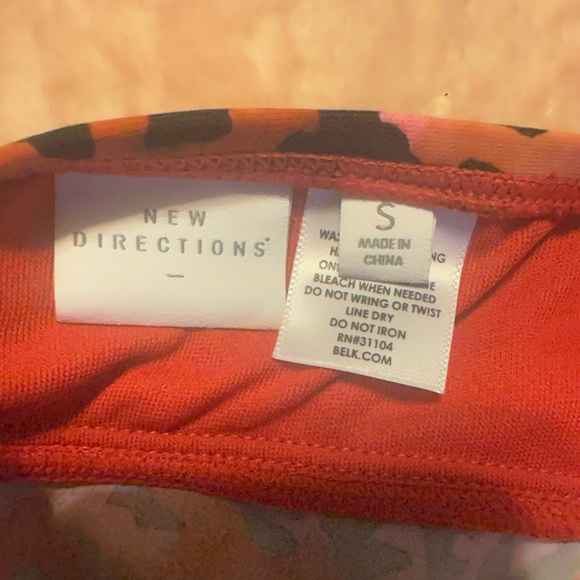 NEW
DIRECTIONS
S
MADE IN
CHINA
BLEACH WHEN NEEDED
DO NOT WRING OR TWIST
LINE DRY
DO NOT IRON
RN#31104
BELK.COM